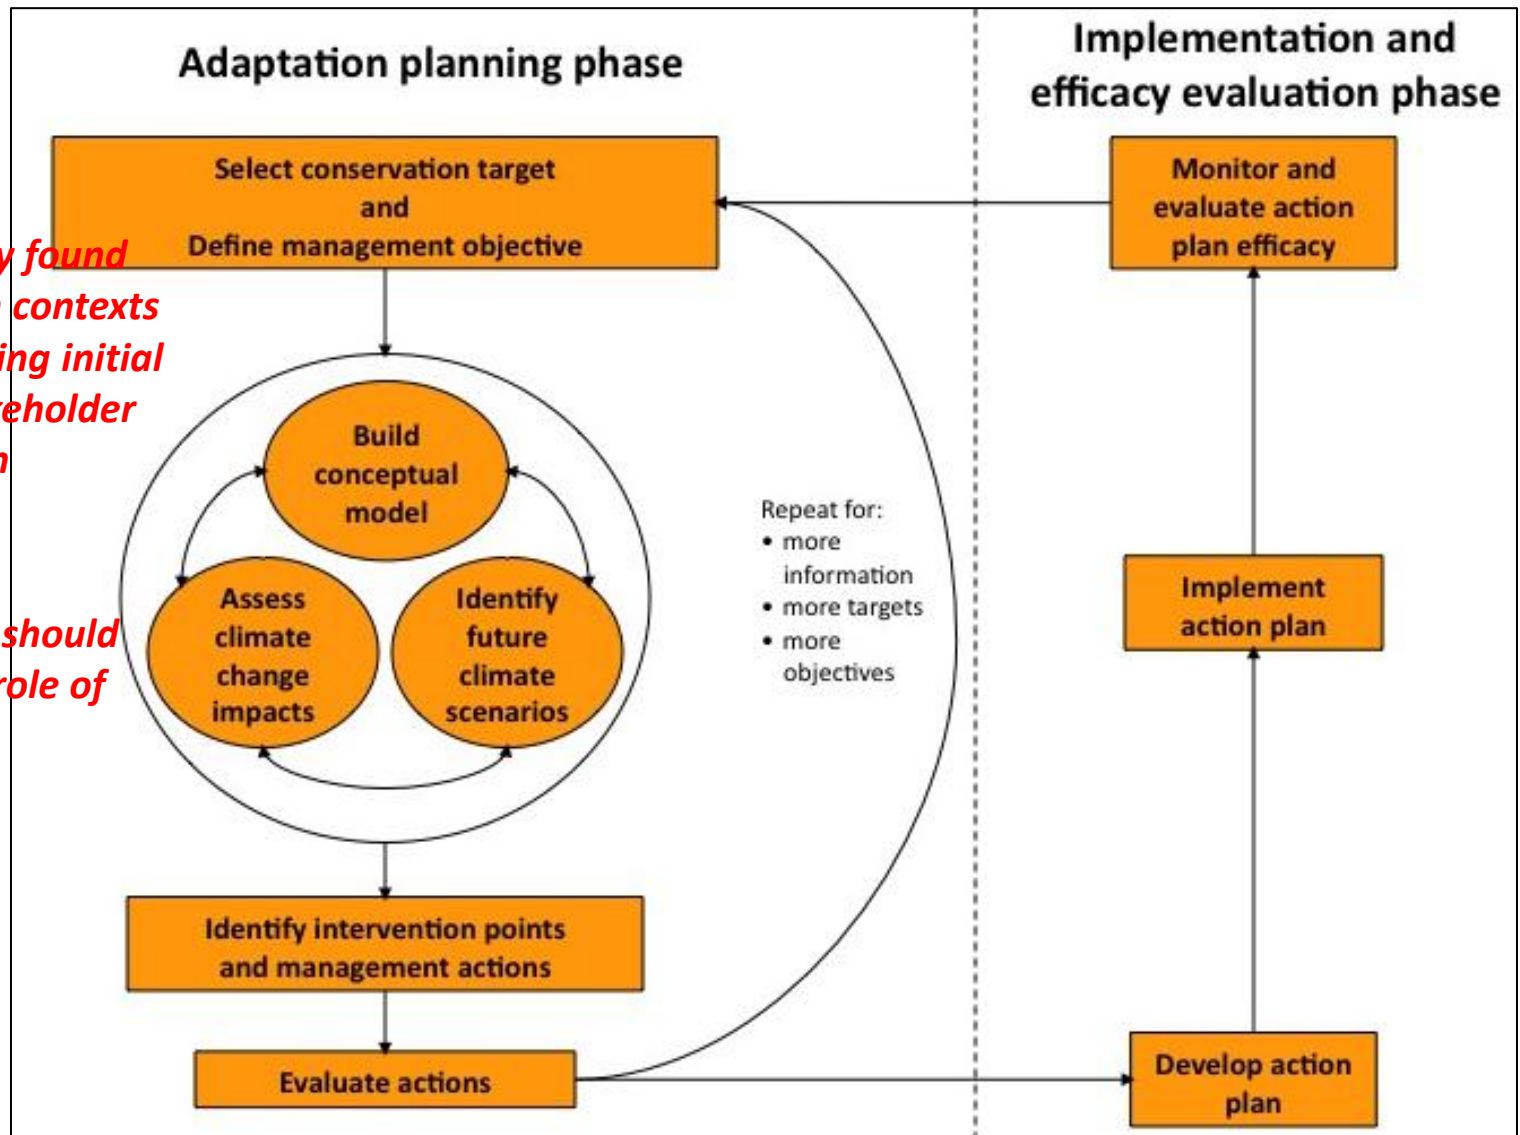 Adaptation planning phase
Implementation and
efficacy evaluation phase
Select conservation target
and
Define management objective
Monitor and
evaluate action
plan efficacy
y found
contexts
ing initial
keholder
Build
conceptual
model
Repeat for:
• more
information
• more targets
• more
objectives
Assess
climate
change
impacts
Identify
future
climate
scenarios
Implement
action plan
should
role of
Identify intervention points
and management actions
Evaluate actions
Develop action
plan